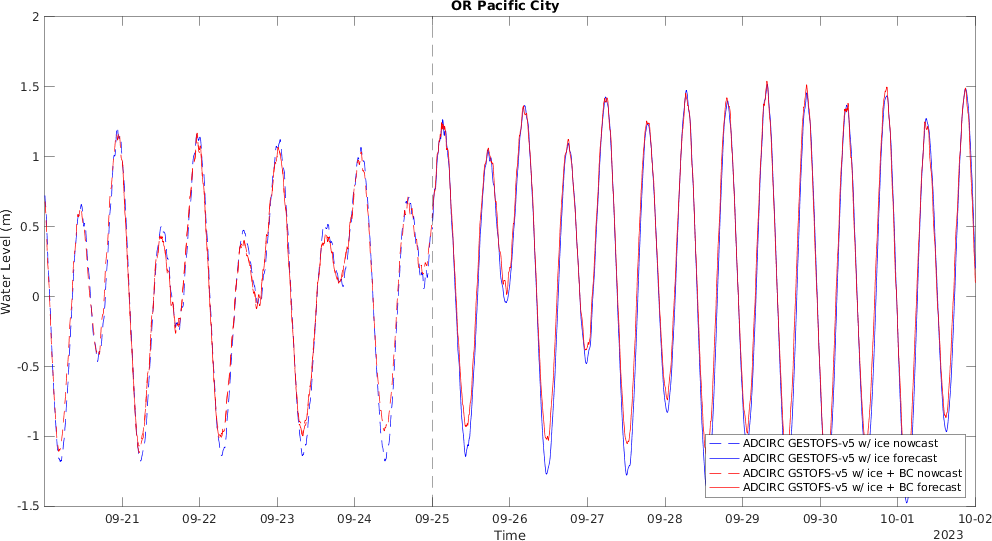 OR Pacific City
2
1.5
1
0.5
0
-0.5
-1
-1.5
Water Level (m)
09-21 09-22 09-23 09-24 09-25 09-26 09-27 09-28 09-29 09-30 10-01 10-02
Time
2023
ADCIRC GESTOFS-v5 w/ ice nowcast
ADCIRC GESTOFS-v5 w/ ice forecast
ADCIRC GSTOFS-v5 w/ ice + BC nowcast
ADCIRC GSTOFS-v5 w/ ice + BC forecast